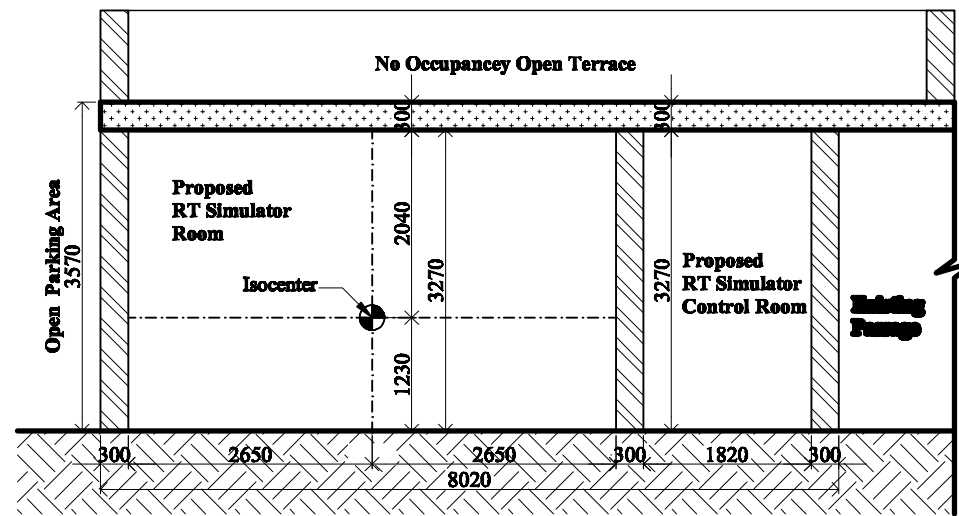 No Occupancey Open Terrace
300
300
Proposed
RT Simulator
Room
Open Parking Area
3570
2040
3270
3270
Proposed
RT Simulator
Control Room
Isocenter
Existing
Passage
1230
300
2650
2650
300
1820
300
8020